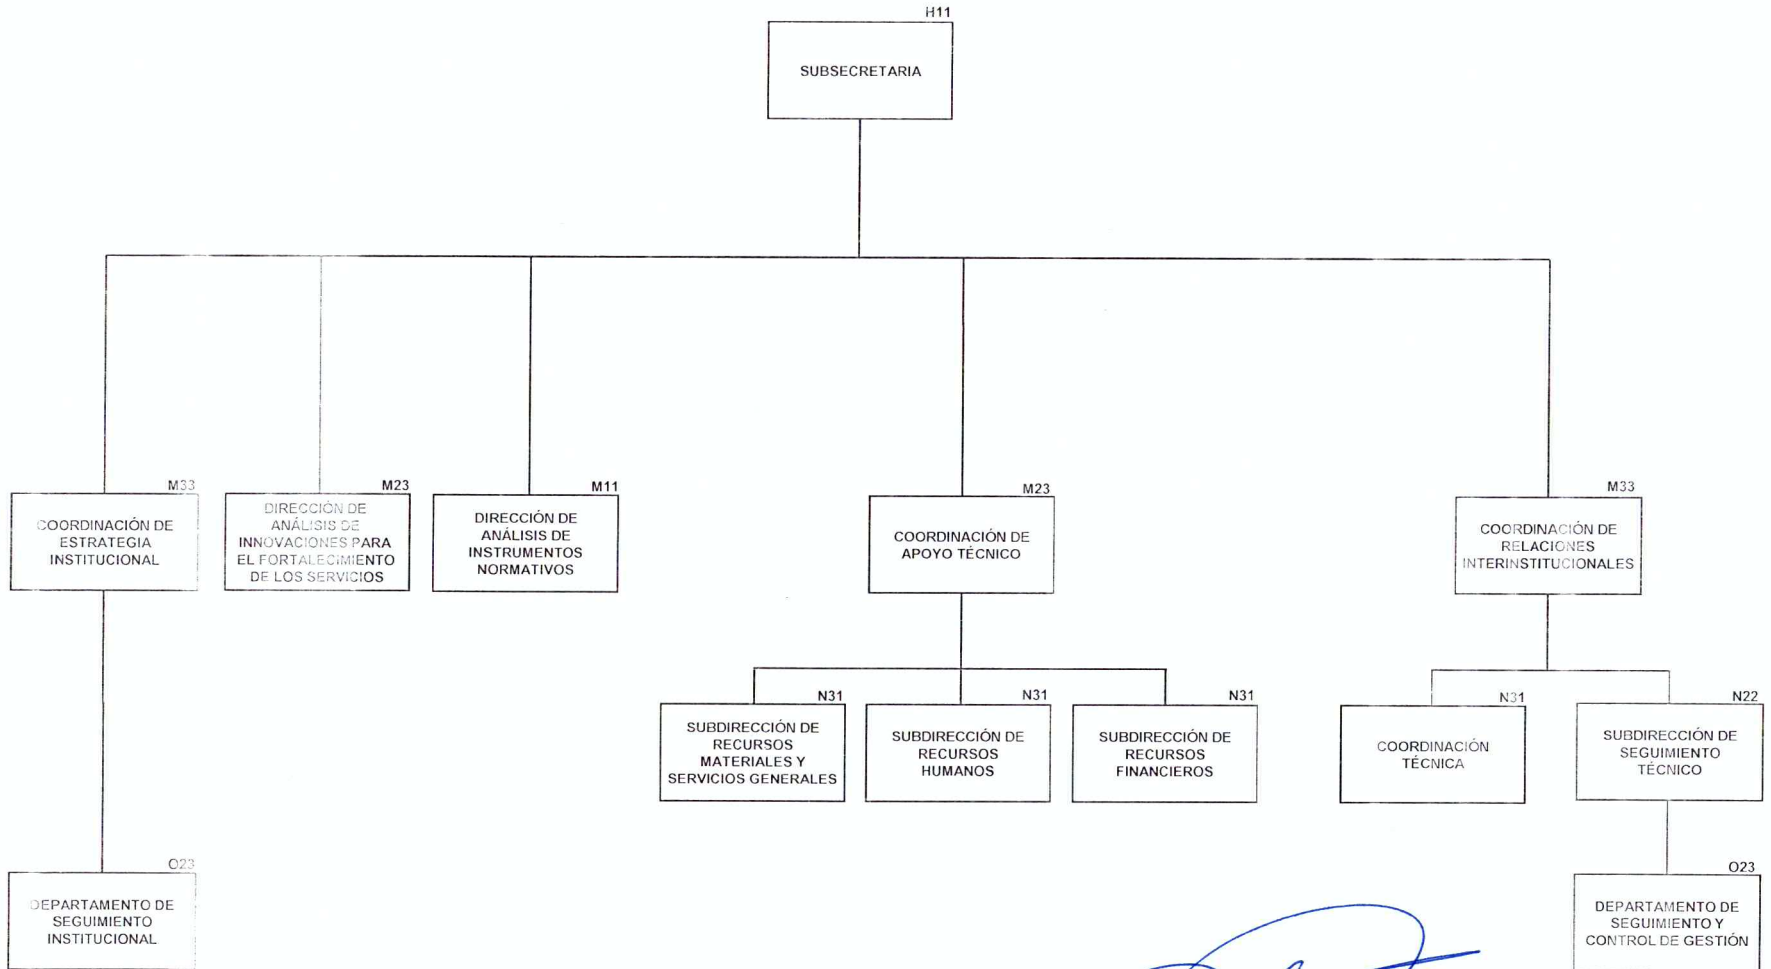 H11
SUBSECRETARIA
M33
COORDINACIÓN DE
ESTRATEGIA
INSTITUCIONAL
M23
DIRECCIÓN DE
ANÁLISIS DE
INNOVACIONES PARA
EL FORTALECIMIENTO
DE LOS SERVICIOS
M11
DIRECCIÓN DE
ANÁLISIS DE
INSTRUMENTOS
NORMATIVOS
M23
COORDINACIÓN DE
APOYO TÉCNICO
M33
COORDINACIÓN DE
RELACIONES
INTERINSTITUCIONALES
N31
SUBDIRECCIÓN DE
RECURSOS
MATERIALES Y
SERVICIOS GENERALES
N31
SUBDIRECCIÓN DE
RECURSOS
HUMANOS
N31
SUBDIRECCIÓN DE
RECURSOS
FINANCIEROS
N31
COORDINACIÓN
TÉCNICA
N22
SUBDIRECCIÓN DE
SEGUIMIENTO
TÉCNICO
O23
DEPARTAMENTO DE
SEGUIMIENTO
INSTITUCIONAL
O23
DEPARTAMENTO DE
SEGUIMIENTO Y
CONTROL DE GESTIÓN